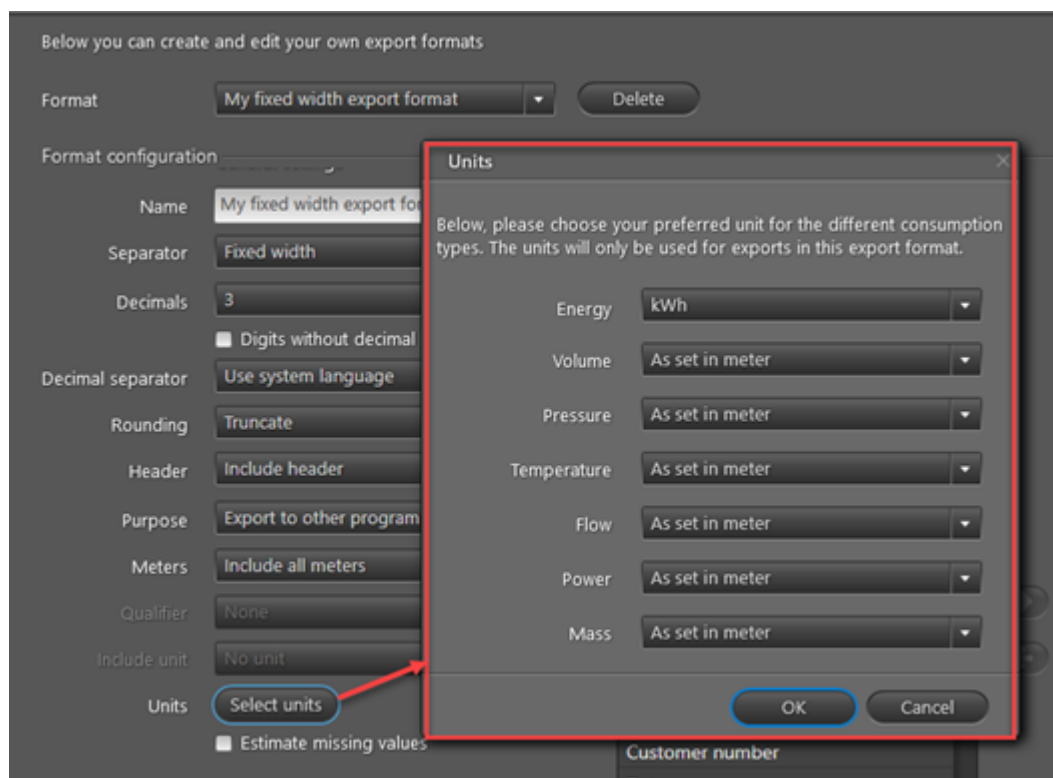 Below you can create and edit your own export formats
Format My fixed width export format Delete
Format configuration
Name My fixed width export for
Separator Fixed width
Decimals 3
Digits without decimal
Decimal separator Use system language
Rounding Truncate
Header Include header
Purpose Export to other program
Meters Include all meters
Qualifier None
Include unit No unit
Units Select units
Estimate missing values
Units
Below, please choose your preferred unit for the different consumption
types. The units will only be used for exports in this export format.
Energy kWh
Volume As set in meter
Pressure As set in meter
Temperature As set in meter
Flow As set in meter
Power As set in meter
Mass As set in meter
OK Cancel
Customer number